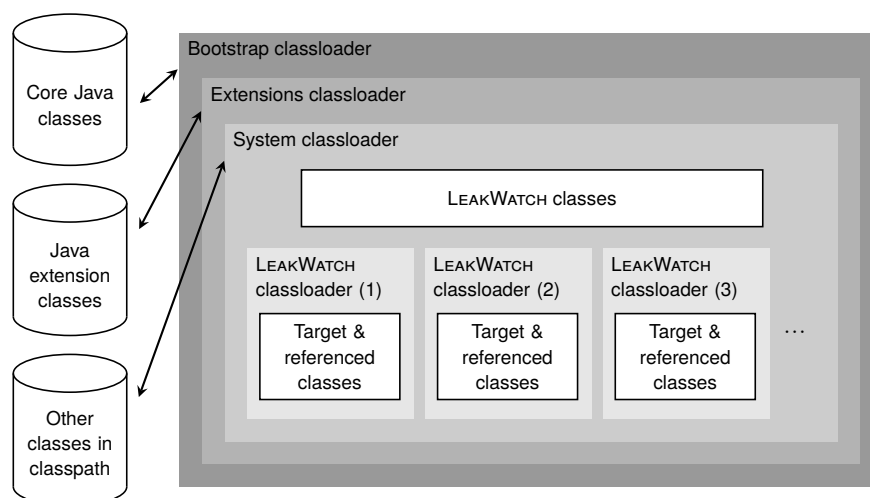 Bootstrap classloader
Core Java
classes
Extensions classloader
System classloader
LEAKWATCH classes
Java
extension
classes
LEAKWATCH
classloader (1)
Target &
referenced
classes
LEAKWATCH
classloader (2)
Target &
referenced
classes
LEAKWATCH
classloader (3)
Target &
referenced
classes
...
Other
classes in
classpath